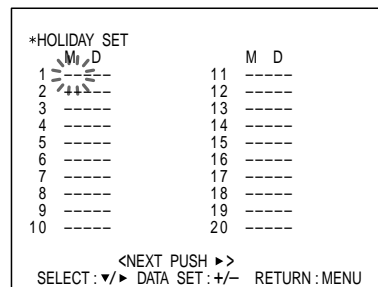 *HOLIDAY SET
M D M D
1 ----- 11 -----
2 ----- 12 -----
3 ----- 13 -----
4 ----- 14 -----
5 ----- 15 -----
6 ----- 16 -----
7 ----- 17 -----
8 ----- 18 -----
9 ----- 19 -----
10 ----- 20 -----
<NEXT PUSH ►>
SELECT : ▼/► DATA SET : +/− RETURN : MENU